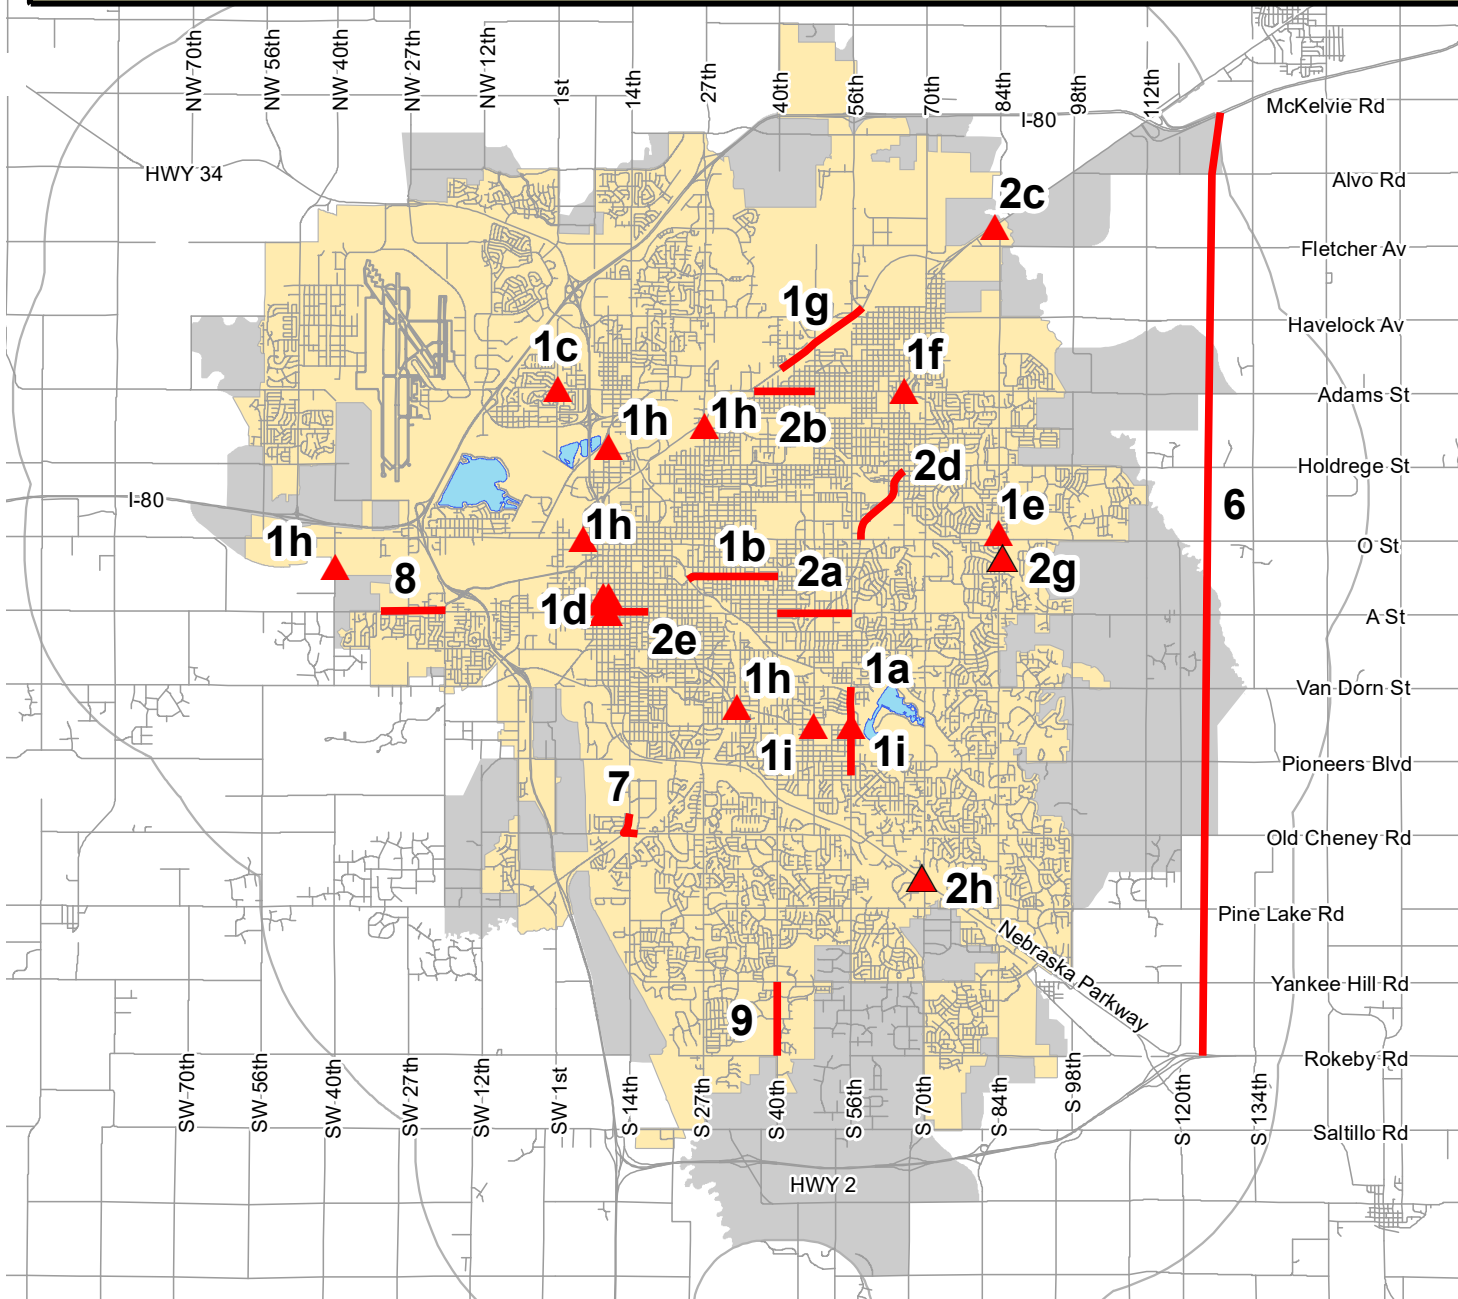 NW 70th
NW 56th
NW 40th
NW 27th
NW 12th
1st
14th
27th
40th
56th
70th
84th
98th
112th
I-80
McKelvie Rd
HWY 34
Alvo Rd
2c
Fletcher Av
1g
Havelock Av
1c
1f
Adams St
1h
1h
2b
2d
Holdrege St
I-80
1e
6
1h
1h
1b
O St
8
2a
2g
1d
A St
2e
1h
1a
Van Dorn St
1i
1i
Pioneers Blvd
7
Old Cheney Rd
2h
Pine Lake Rd
Nebraska Parkway
Yankee Hill Rd
9
Rokeby Rd
SW 70th
SW 56th
SW 40th
SW 27th
SW 12th
SW 1st
S 14th
S 27th
S 40th
S 56th
S 70th
S 84th
S 98th
S 120th
S 134th
Saltillo Rd
HWY 2